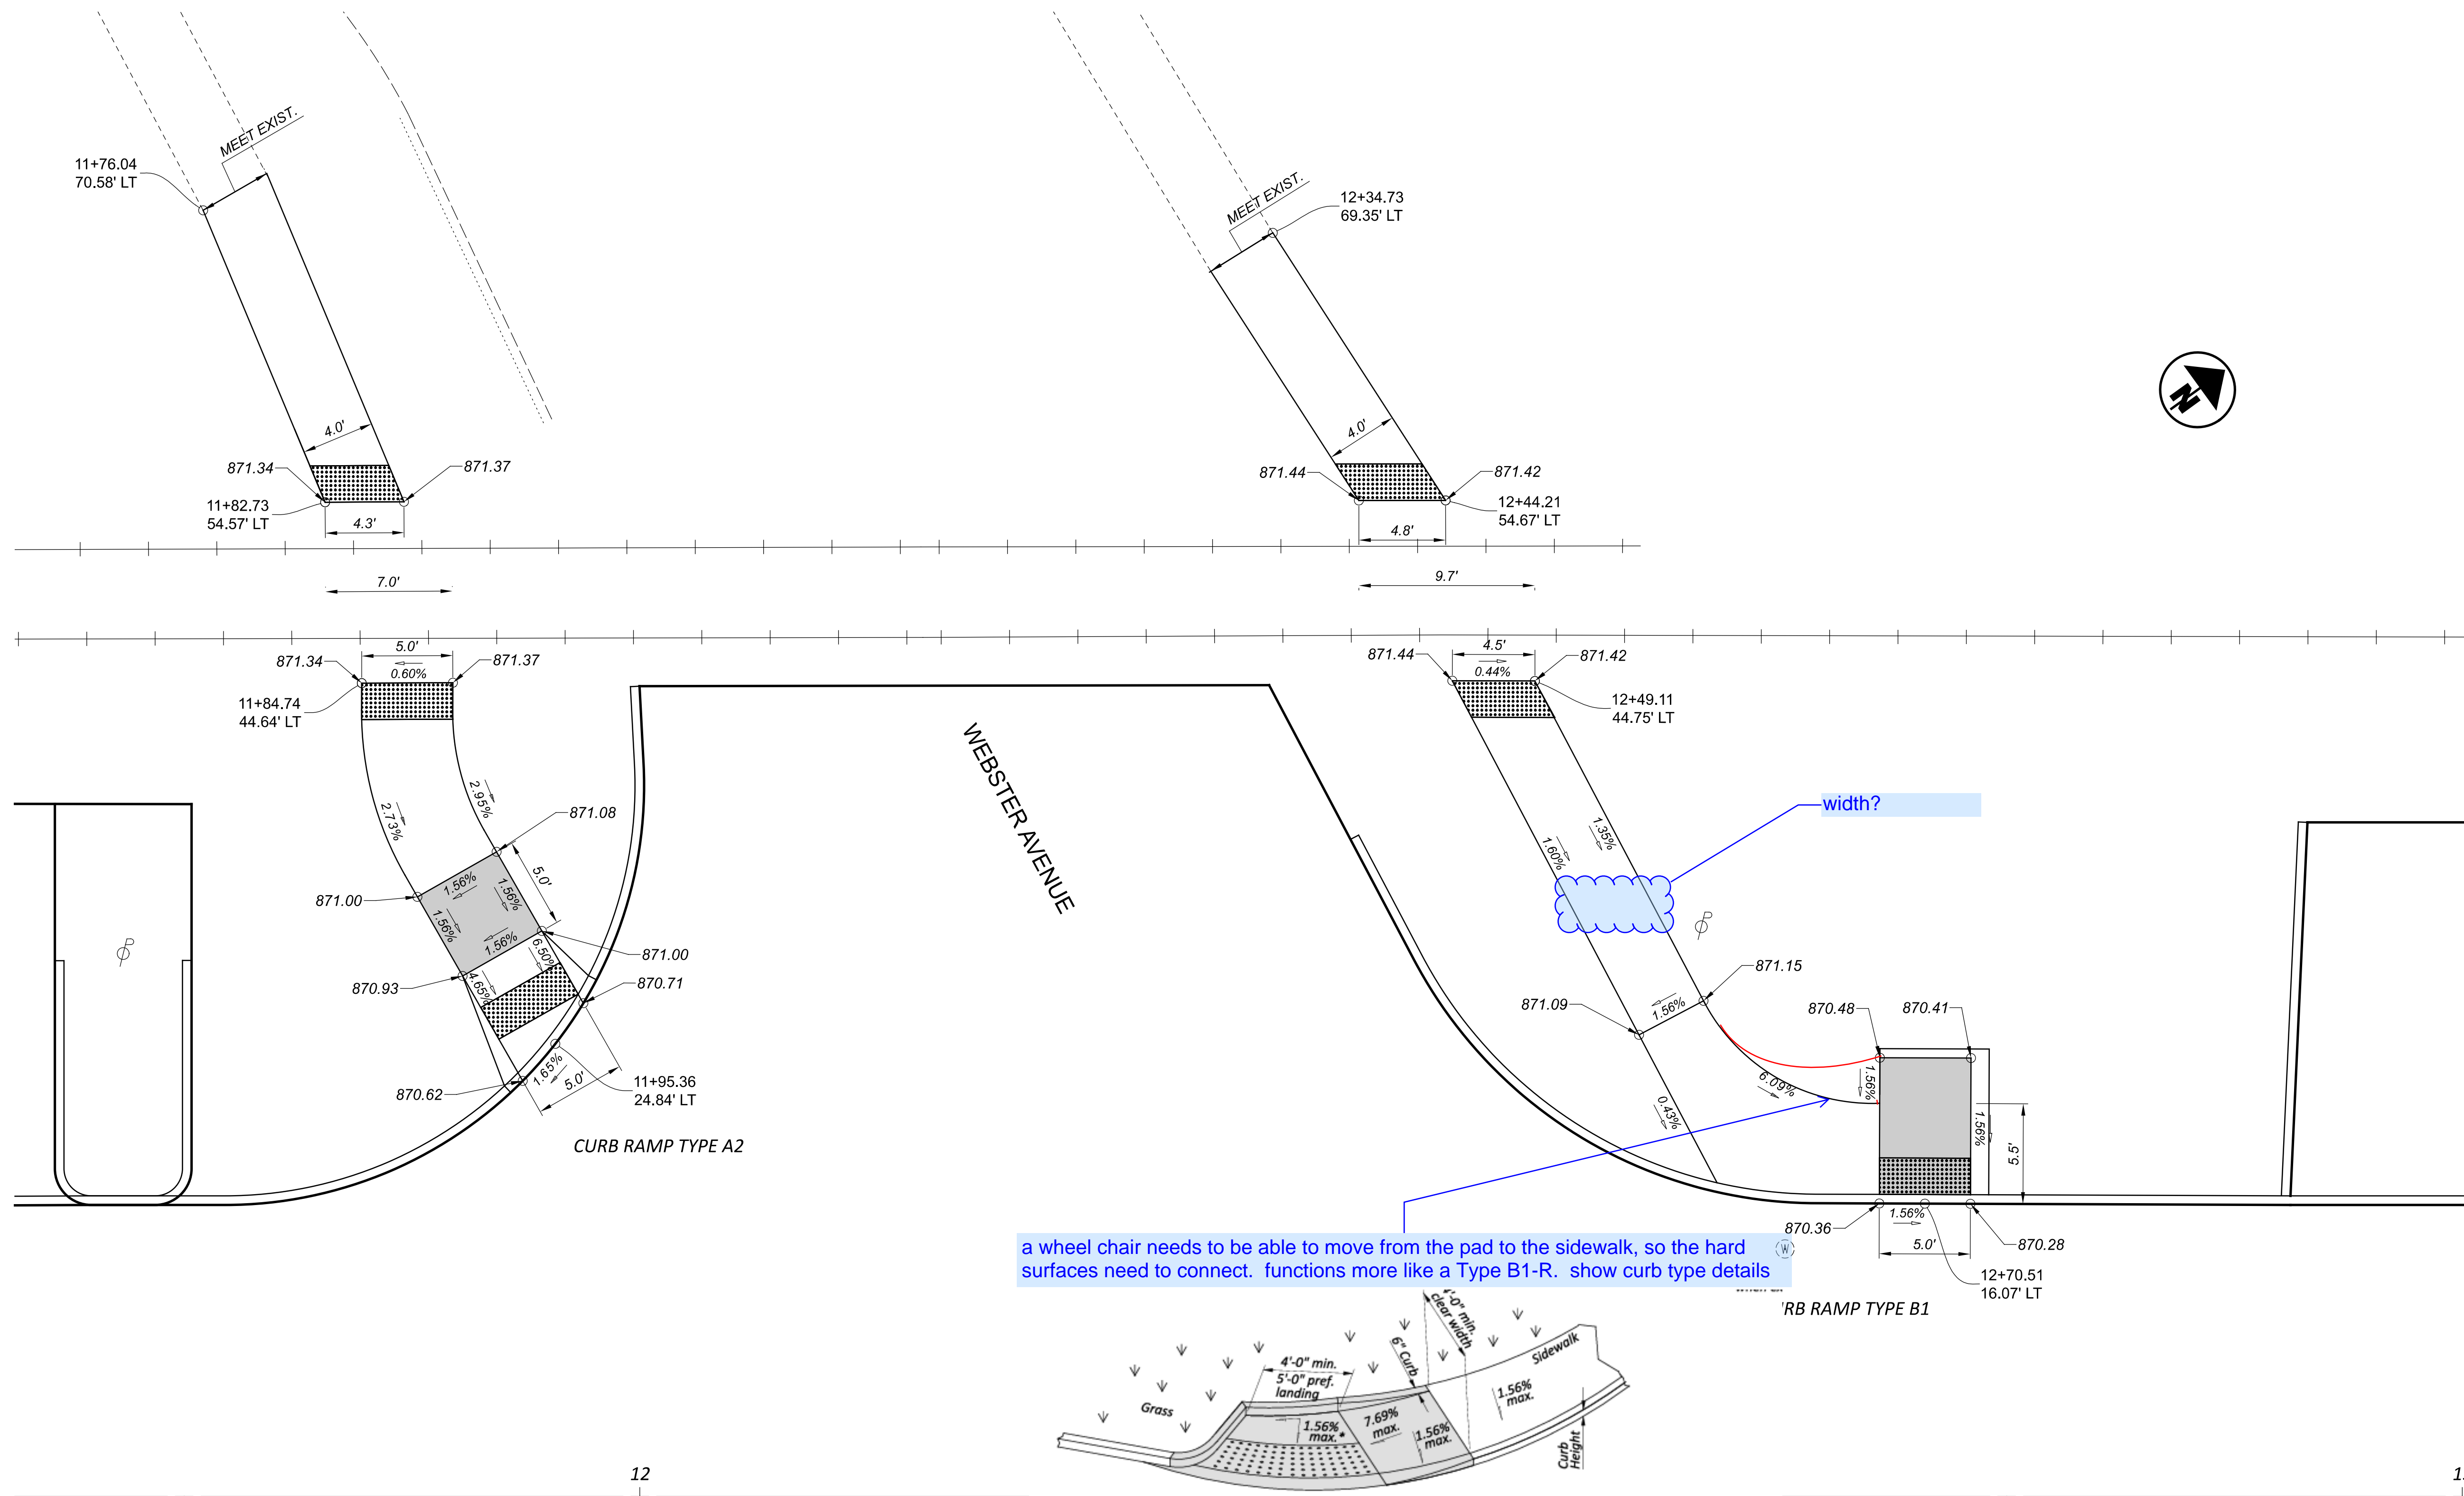 MEET EXIST.
11+76.04
70.58' LT
MEET EXIST.
12+34.73
69.35' LT
N
4.0'
871.34
871.37
11+82.73
54.57' LT
4.3'
4.0'
871.44
871.42
12+44.21
54.67' LT
4.8'
7.0'
9.7'
5.0'
871.34
871.37
0.60%
11+84.74
44.64' LT
4.5'
871.44
871.42
0.44%
12+49.11
44.75' LT
WEBSTER AVENUE
2.95%
2.73%
871.08
5.0'
1.56%
1.56%
871.00
1.56%
1.56%
871.00
6.50%
870.93
4.65%
870.71
870.62
1.65%
5.0'
11+95.36
24.84' LT
CURB RAMP TYPE A2
width?
1.35%
1.60%
871.15
871.09
1.56%
870.48
870.41
6.09%
1.56%
0.43%
1.56%
5.5'
870.36
1.56%
5.0'
870.28
12+70.51
16.07' LT
RB RAMP TYPE B1
a wheel chair needs to be able to move from the pad to the sidewalk, so the hard
surfaces need to connect. functions more like a Type B1-R. show curb type details
W
'-0" min.
clear width
6" Curb
Sidewalk
4'-0" min.
5'-0" pref.
landing
Grass
1.56%
max.*
7.69%
max.
1.56%
max.
1.56%
max.
Curb
Height
12